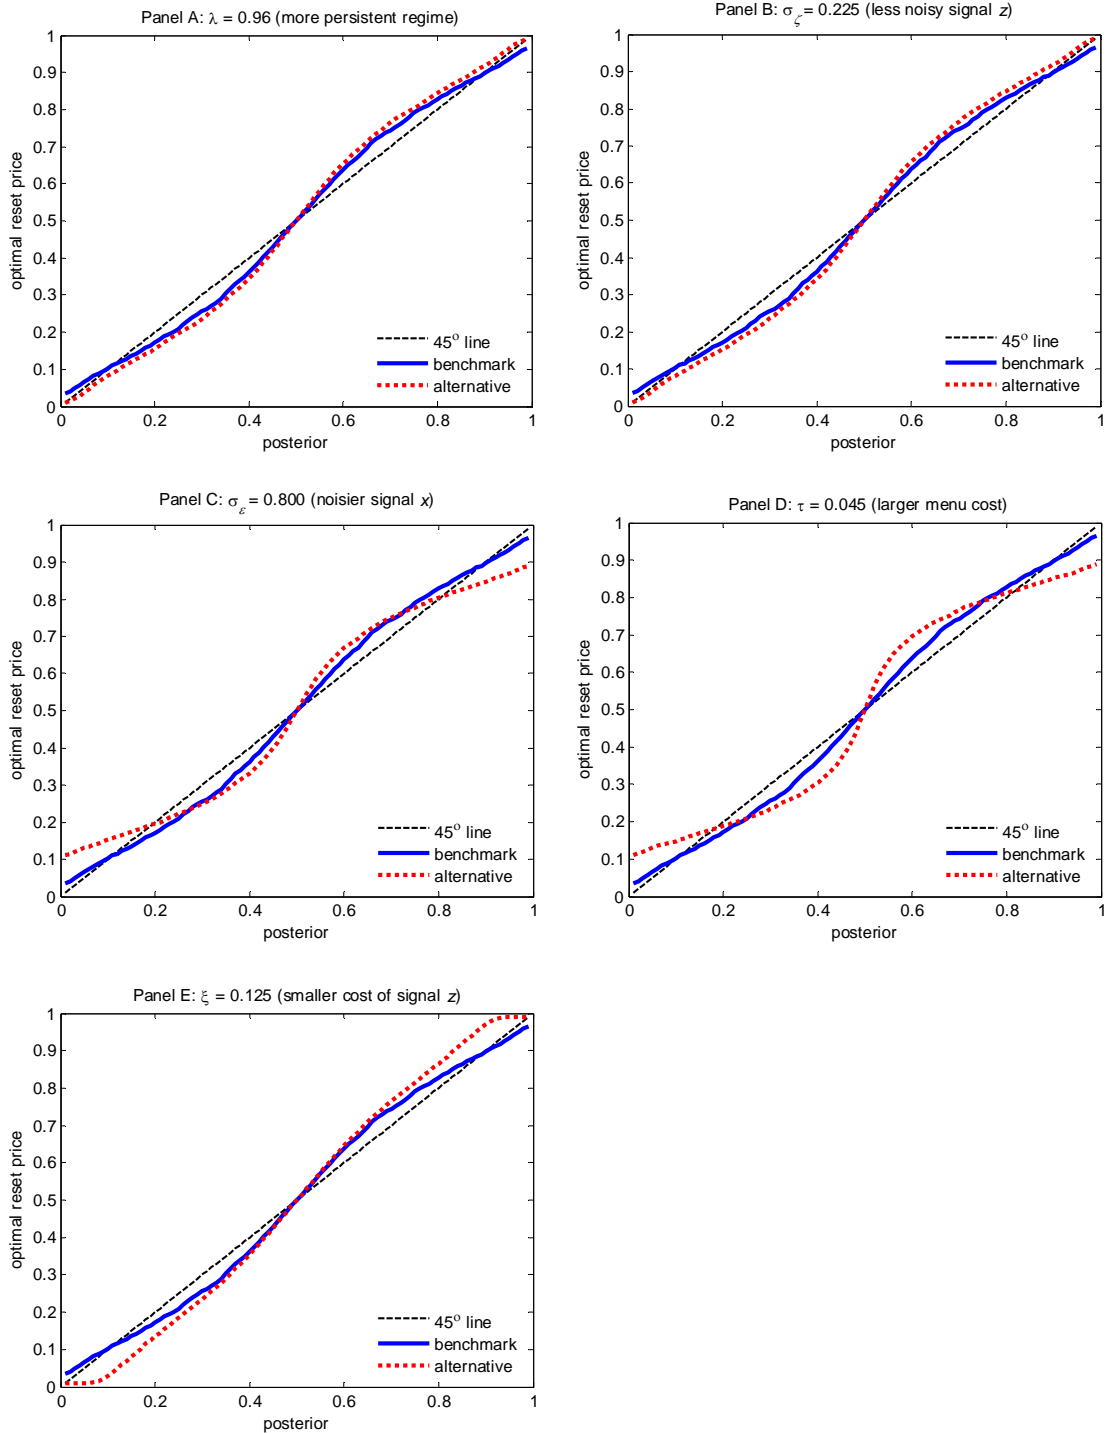 Panel A: λ = 0.96 (more persistent regime)
1
0.9
0.8
0.7
0.6
0.5
0.4
0.3
0.2
0.1
0
optimal reset price
45° line
benchmark
alternative
0
0.2
0.4
0.6
0.8
1
posterior
Panel B: σζ = 0.225 (less noisy signal z)
1
0.9
0.8
0.7
0.6
0.5
0.4
0.3
0.2
0.1
0
optimal reset price
45° line
benchmark
alternative
0
0.2
0.4
0.6
0.8
1
posterior
Panel C: σε = 0.800 (noisier signal x)
1
0.9
0.8
0.7
0.6
0.5
0.4
0.3
0.2
0.1
0
optimal reset price
45° line
benchmark
alternative
0
0.2
0.4
0.6
0.8
1
posterior
Panel D: τ = 0.045 (larger menu cost)
1
0.9
0.8
0.7
0.6
0.5
0.4
0.3
0.2
0.1
0
optimal reset price
45° line
benchmark
alternative
0
0.2
0.4
0.6
0.8
1
posterior
Panel E: ξ = 0.125 (smaller cost of signal z)
1
0.9
0.8
0.7
0.6
0.5
0.4
0.3
0.2
0.1
0
optimal reset price
45° line
benchmark
alternative
0
0.2
0.4
0.6
0.8
1
posterior